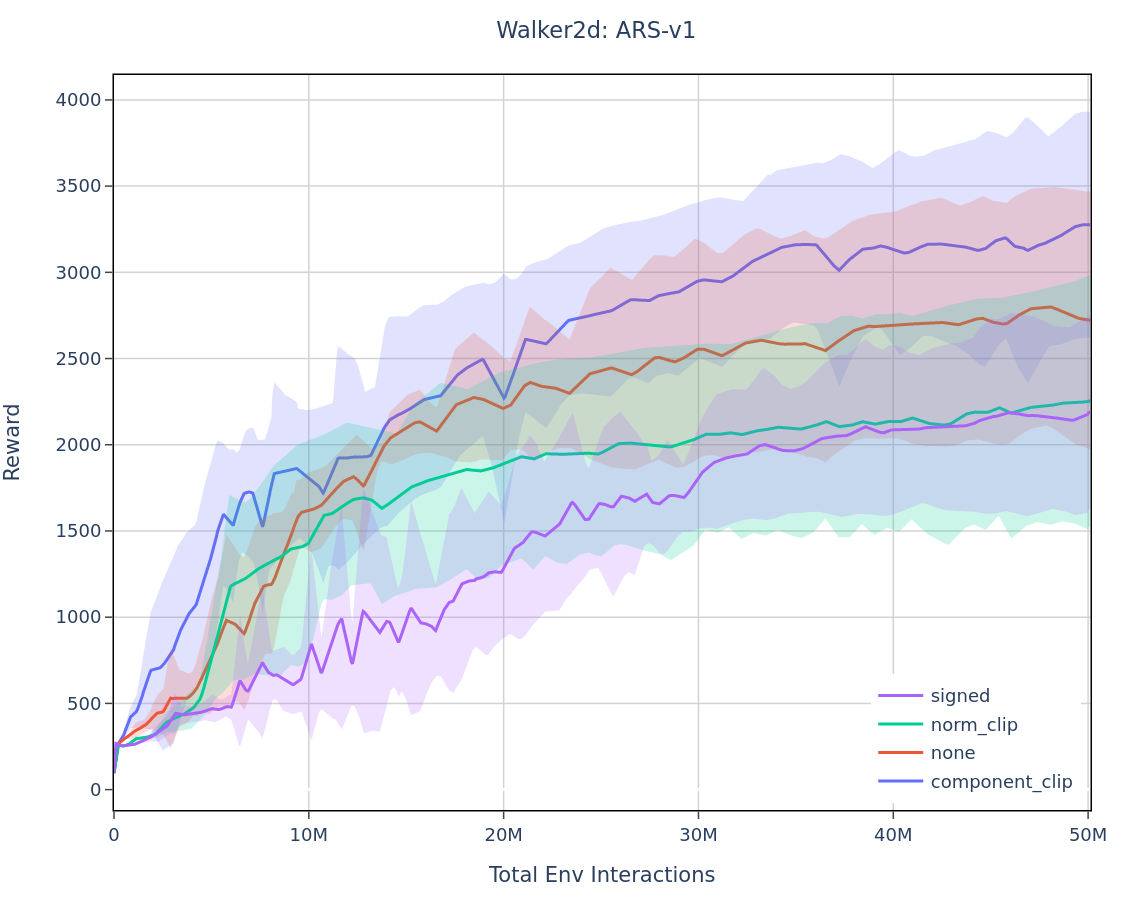 Walker2d: ARS-v1
Reward
4000
3500
3000
2500
2000
1500
1000
500
0
0
10M
20M
30M
40M
50M
Total Env Interactions
signed
norm_clip
none
component_clip